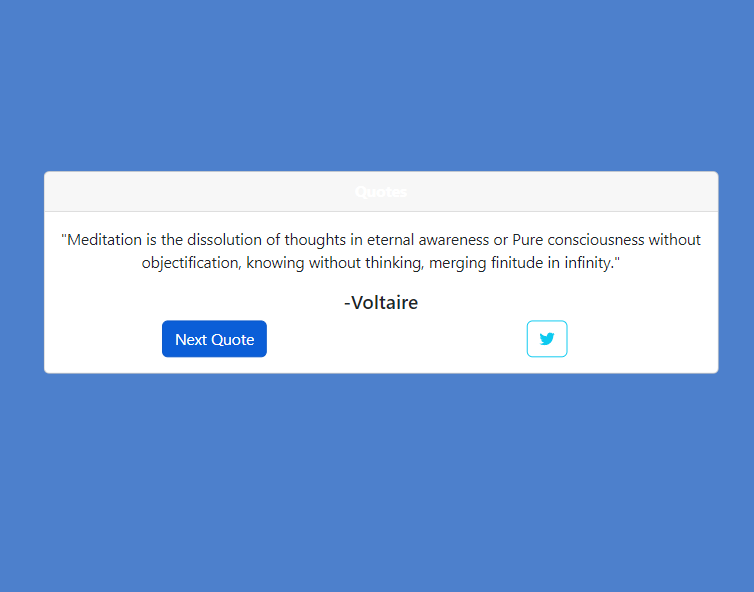 Quotes
"Meditation is the dissolution of thoughts in eternal awareness or Pure consciousness without
objectification, knowing without thinking, merging finitude in infinity."
-Voltaire
Next Quote